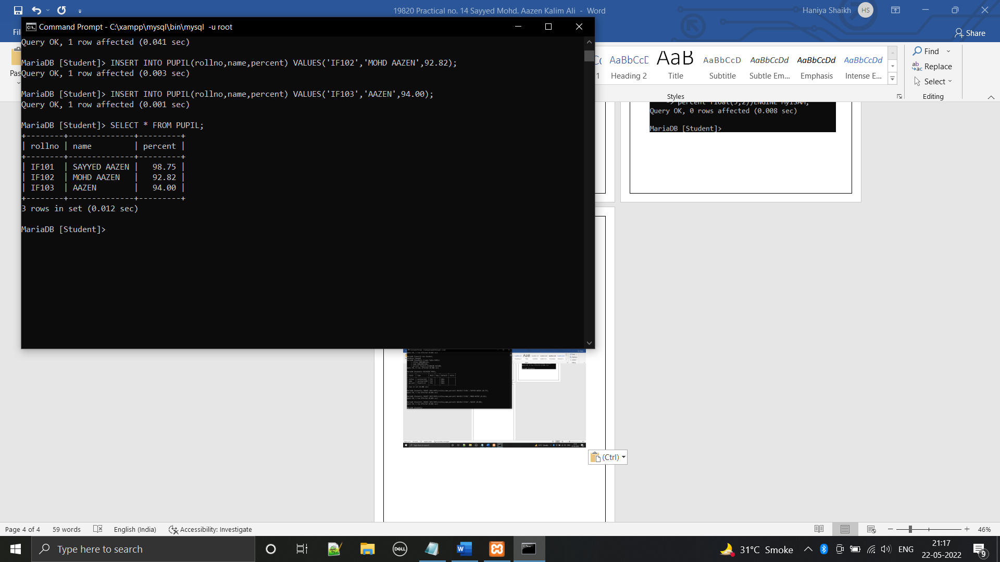 19820 Practical no. 14 Sayyed Mohd. Aazen Kalim Ali - Word
Haniya Shaikh
HS
Command Prompt - C:\xampp\mysql\bin\mysql  -u root
Share
Query OK, 1 row affected (0.041 sec)
MariaDB [Student]> INSERT INTO PUPIL(rollno,name,percent) VALUES('IF102','MOHD AAZEN',92.82);
Query OK, 1 row affected (0.003 sec)
MariaDB [Student]> INSERT INTO PUPIL(rollno,name,percent) VALUES('IF103','AAZEN',94.00);
Query OK, 1 row affected (0.001 sec)
MariaDB [Student]> SELECT * FROM PUPIL;
+--------+-------------+---------+
| rollno | name         | percent |
+--------+-------------+---------+
| IF101  | SAYYED AAZEN |   98.75 |
| IF102  | MOHD AAZEN   |   92.82 |
| IF103  | AAZEN        |   94.00 |
+--------+-------------+---------+
3 rows in set (0.012 sec)
MariaDB [Student]>
AaBbCcD AaB AaBbCcD AaBbCcDd AaBbCcDd AaBbCcDd
1 Heading 2 Title Subtitle Subtle Em... Emphasis Intense E...
Styles
Find
Replace
Select
Editing
-> percent float(5,2))ENGINE MyISAM;
Query OK, 0 rows affected (0.008 sec)
MariaDB [Student]>
(Ctrl)
Page 4 of 4 59 words English (India) Accessibility: Investigate
46%
Type here to search
DELL
31°C Smoke
ENG
21:17
22-05-2022
9